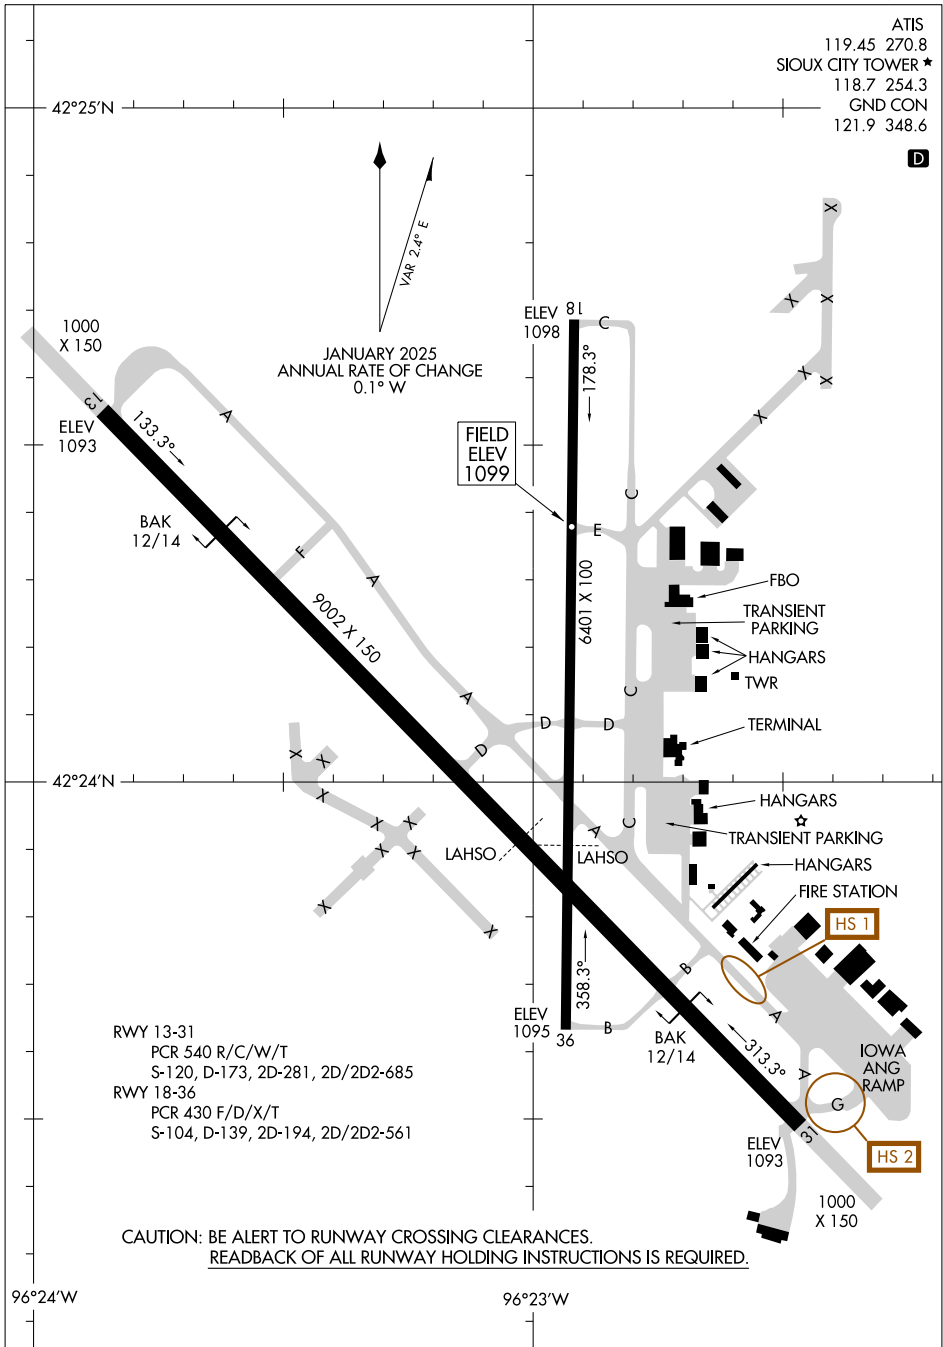 ATIS
119.45 270.8
SIOUX CITY TOWER ★
118.7 254.3
GND CON
121.9 348.6
D
42°25'N
VAR 2.4° E
JANUARY 2025
ANNUAL RATE OF CHANGE
0.1° W
1000
X 150
13
ELEV
1093
133.3°
A
ELEV
1098
18
C
178.3°
FIELD
ELEV
1099
X
X
X
X
X
X
X
BAK
12/14
F
A
9002 X 150
C
E
6401 X 100
FBO
TRANSIENT
PARKING
HANGARS
TWR
A
C
D
D
D
TERMINAL
42°24'N
X
X
X
X
X
X
X
X
X
LAHSO
LAHSO
A
C
HANGARS
TRANSIENT PARKING
HANGARS
FIRE STATION
HS 1
B
358.3°
ELEV
1095
36
B
BAK
12/14
A
313.3°
A
IOWA
ANG
RAMP
G
HS 2
31
ELEV
1093
1000
X 150
RWY 13-31
PCR 540 R/C/W/T
S-120, D-173, 2D-281, 2D/2D2-685
RWY 18-36
PCR 430 F/D/X/T
S-104, D-139, 2D-194, 2D/2D2-561
CAUTION: BE ALERT TO RUNWAY CROSSING CLEARANCES.
READBACK OF ALL RUNWAY HOLDING INSTRUCTIONS IS REQUIRED.
96°24'W
96°23'W